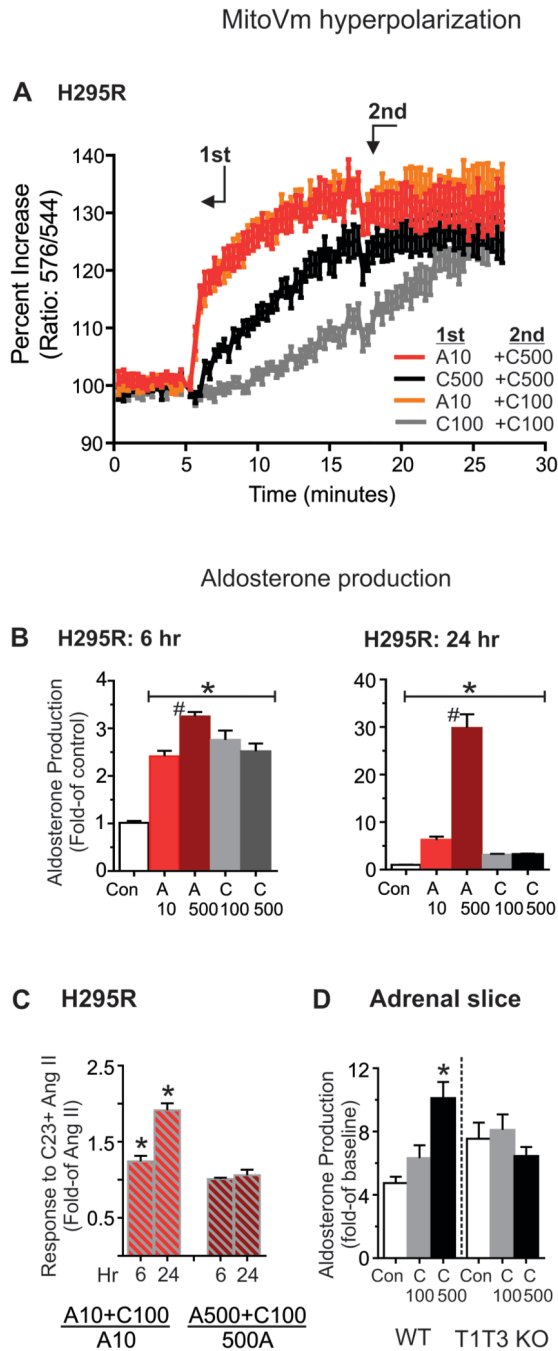 MitoVm hyperpolarization
A H295R
2nd
1st
140
130
120
110
100
90
Percent Increase
(Ratio: 576/544)
1st 2nd
A10 +C500
C500 +C500
A10 +C100
C100 +C100
0 5 10 15 20 25 30
Time (minutes)
Aldosterone production
B H295R: 6 hr
H295R: 24 hr
Aldosterone Production
(Fold-of control)
4
3
2
1
0
*
#
Con A A C C
10 500 100 500
40
30
20
10
0
*
#
Con A A C C
10 500 100 500
C H295R
Response to C23+ Ang II
(Fold-of Ang II)
2.5
1.5
0.5
* *
Hr 6 24 6 24
A10+C100 A500+C100
A10 500A
D Adrenal slice
Aldosterone Production
(fold-of baseline)
12
8
4
0
*
Con C C Con C C
100 500 100 500
WT T1T3 KO